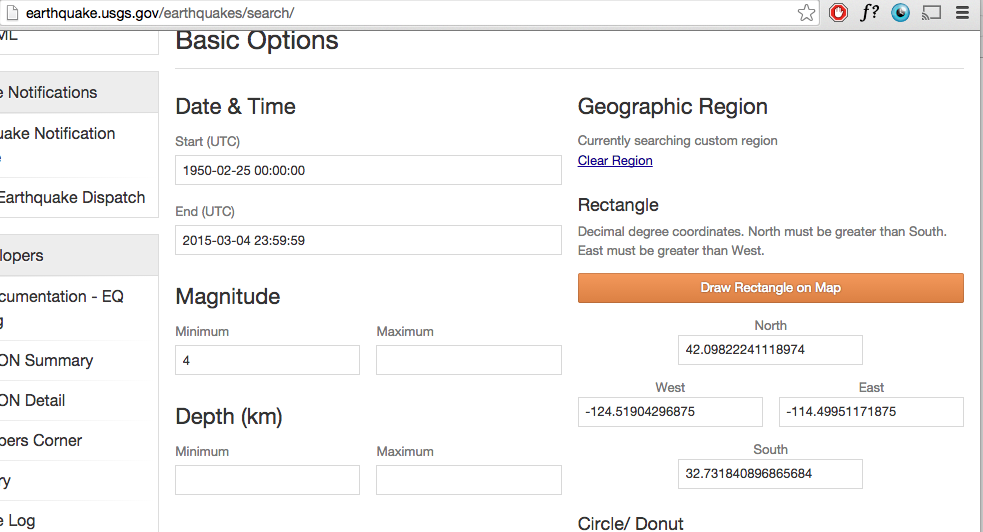 earthquake.usgs.gov/earthquakes/search/
f?
ML
Basic Options
e Notifications
uake Notification
e
Earthquake Dispatch
lopers
cumentation - EQ
g
ON Summary
ON Detail
pers Corner
ry
e Log
Date & Time
Start (UTC)
1950-02-25 00:00:00
End (UTC)
2015-03-04 23:59:59
Magnitude
Minimum Maximum
4
Depth (km)
Minimum Maximum
Geographic Region
Currently searching custom region
Clear Region
Rectangle
Decimal degree coordinates. North must be greater than South.
East must be greater than West.
Draw Rectangle on Map
North
42.09822241118974
West East
-124.51904296875 -114.49951171875
South
32.731840896865684
Circle/ Donut